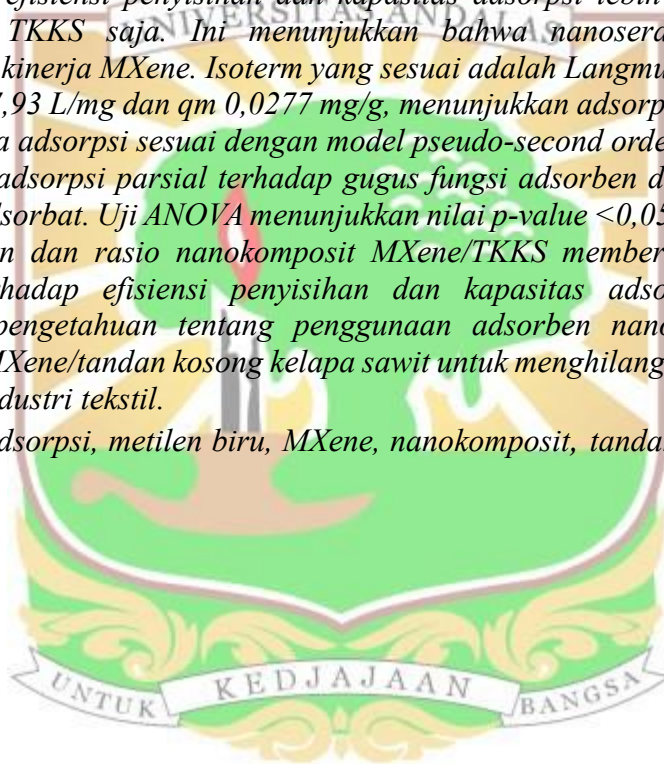 efisiensi penyisihan dan kapasitas adsorpsi lebih
UNIVERSITAS ANDALAS
TKKS saja. Ini menunjukkan bahwa nanosera
kinerja MXene. Isoterm yang sesuai adalah Langmu
,93 L/mg dan qm 0,0277 mg/g, menunjukkan adsorp
a adsorpsi sesuai dengan model pseudo-second orde
adsorpsi parsial terhadap gugus fungsi adsorben d
dsorbat. Uji ANOVA menunjukkan nilai p-value <0,05
n dan rasio nanokomposit MXene/TKKS member
hadap efisiensi penyisihan dan kapasitas adso
pengetahuan tentang penggunaan adsorben nano
MXene/tandan kosong kelapa sawit untuk menghilang
dustri tekstil.
dsorpsi, metilen biru, MXene, nanokomposit, tanda
UNTUK KEDJAJAAN BANGSA